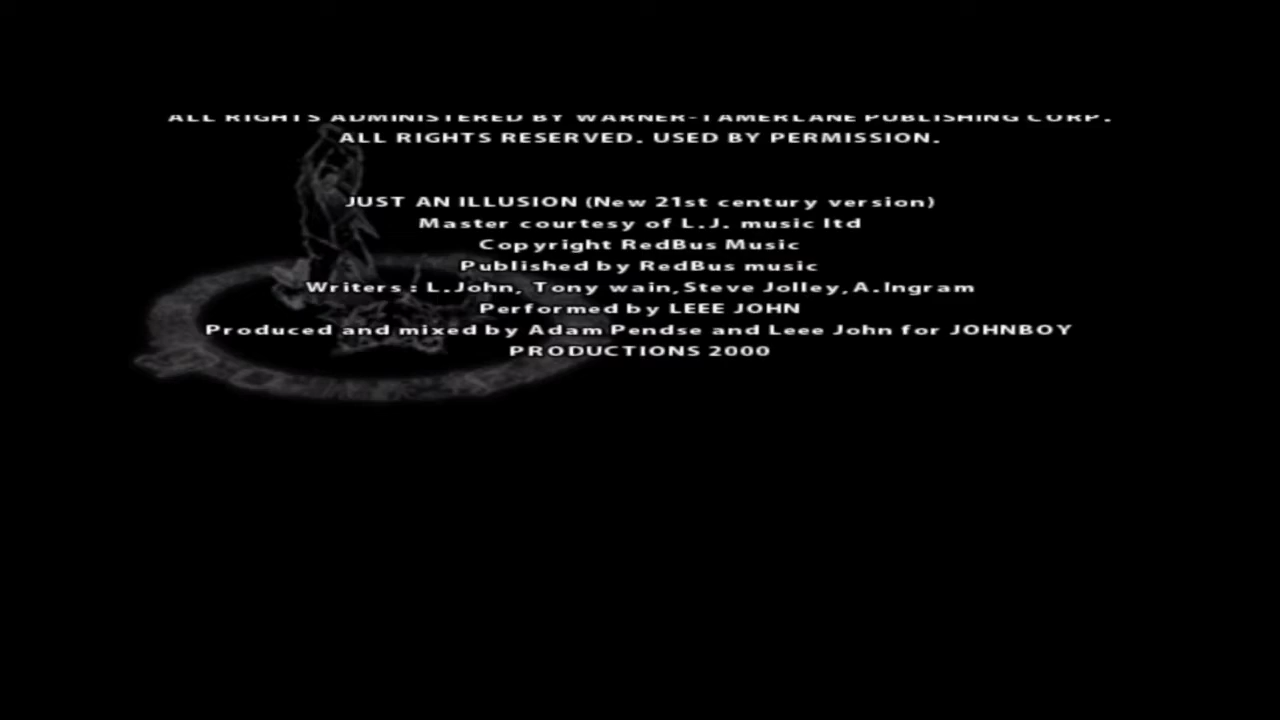 ALL RIGHTS ADMINISTERED BY WARNER-TAMERLANE PUBLISHING CORP.
ALL RIGHTS RESERVED. USED BY PERMISSION.
JUST AN ILLUSION (New 21st century version)
Master courtesy of L.J. music ltd
Copyright RedBus Music
Published by RedBus music
Writers : L.John, Tony wain,Steve Jolley,A.Ingram
Performed by LEEE JOHN
Produced and mixed by Adam Pendse and Leee John for JOHNBOY
PRODUCTIONS 2000